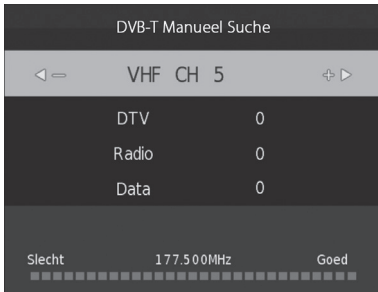 DVB-T Manueel Suche
VHF CH 5
DTV 0
Radio 0
Data 0
Slecht 177.500MHz Goed